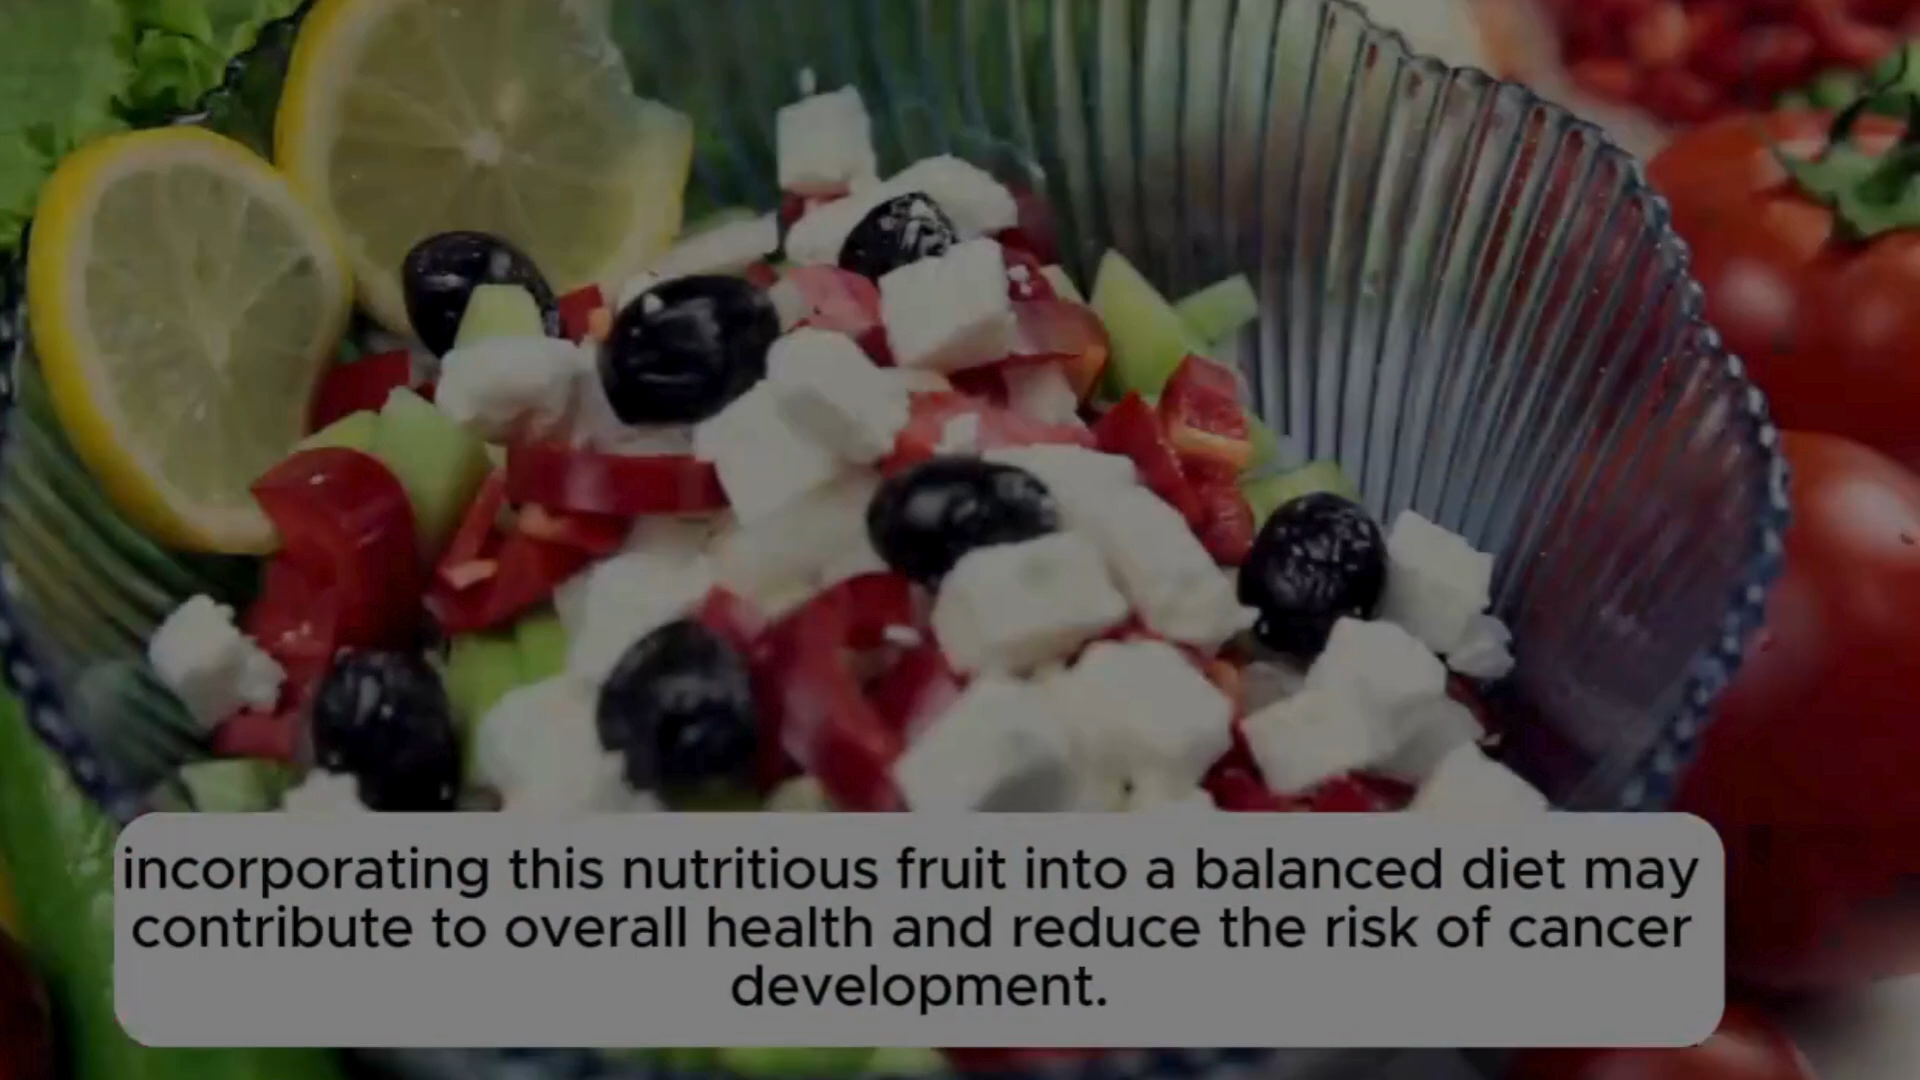 incorporating this nutritious fruit into a balanced diet may
contribute to overall health and reduce the risk of cancer
development.